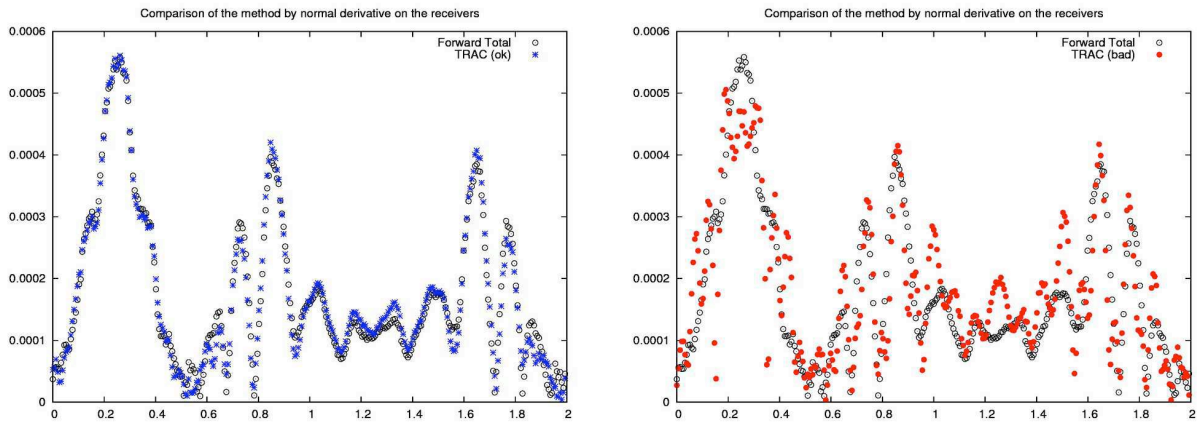 Comparison of the method by normal derivative on the receivers
0.0006
0.0005
0.0004
0.0003
0.0002
0.0001
0
Forward Total
TRAC (ok)
0 0.2 0.4 0.6 0.8 1 1.2 1.4 1.6 1.8 2
Comparison of the method by normal derivative on the receivers
0.0006
0.0005
0.0004
0.0003
0.0002
0.0001
0
Forward Total
TRAC (bad)
0 0.2 0.4 0.6 0.8 1 1.2 1.4 1.6 1.8 2